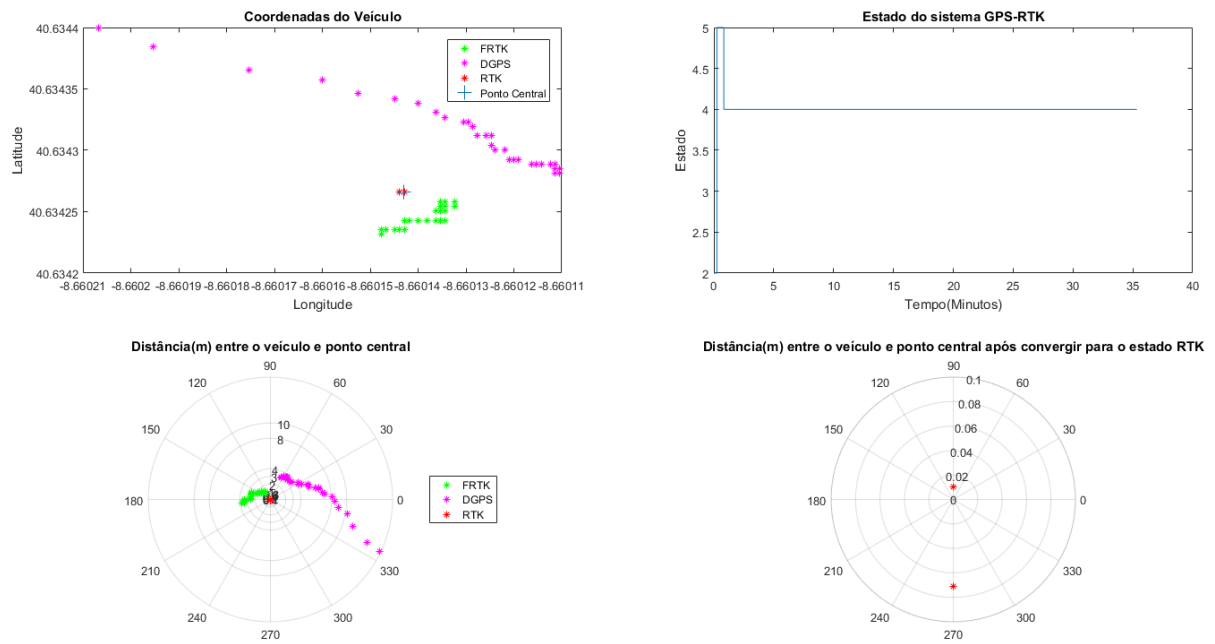 Coordenadas do Veículo
40.6344
40.63435
40.6343
40.63425
40.6342
Latitude
FRTK
DGPS
RTK
Ponto Central
-8.66021 -8.6602 -8.66019 -8.66018 -8.66017 -8.66016 -8.66015 -8.66014 -8.66013 -8.66012 -8.66011
Longitude
Estado do sistema GPS-RTK
5
4.5
4
3.5
3
2.5
2
Estado
0 5 10 15 20 25 30 35 40
Tempo(Minutos)
Distância(m) entre o veículo e ponto central
90
120 60
150 30
180 0
210 330
240 300
270
10
8
4
3
2
FRTK
DGPS
RTK
Distância(m) entre o veículo e ponto central após convergir para o estado RTK
90
120 60
150 30
180 0
210 330
240 300
270
0.1
0.08
0.06
0.04
0.02
0